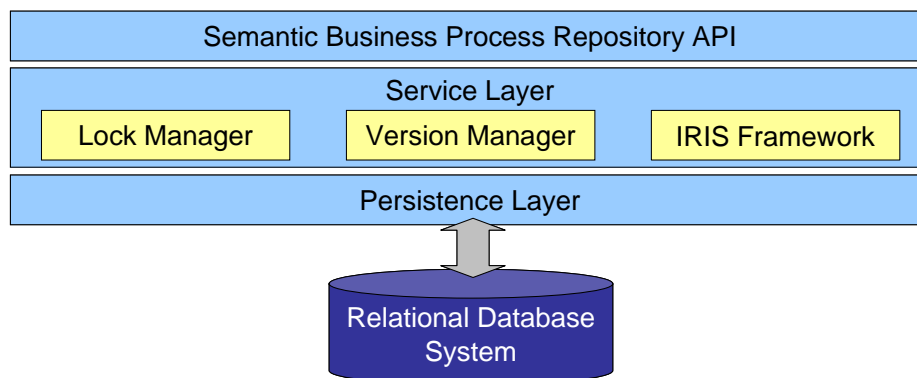 Semantic Business Process Repository API
Service Layer
Lock Manager
Version Manager
IRIS Framework
Persistence Layer
Relational Database
System